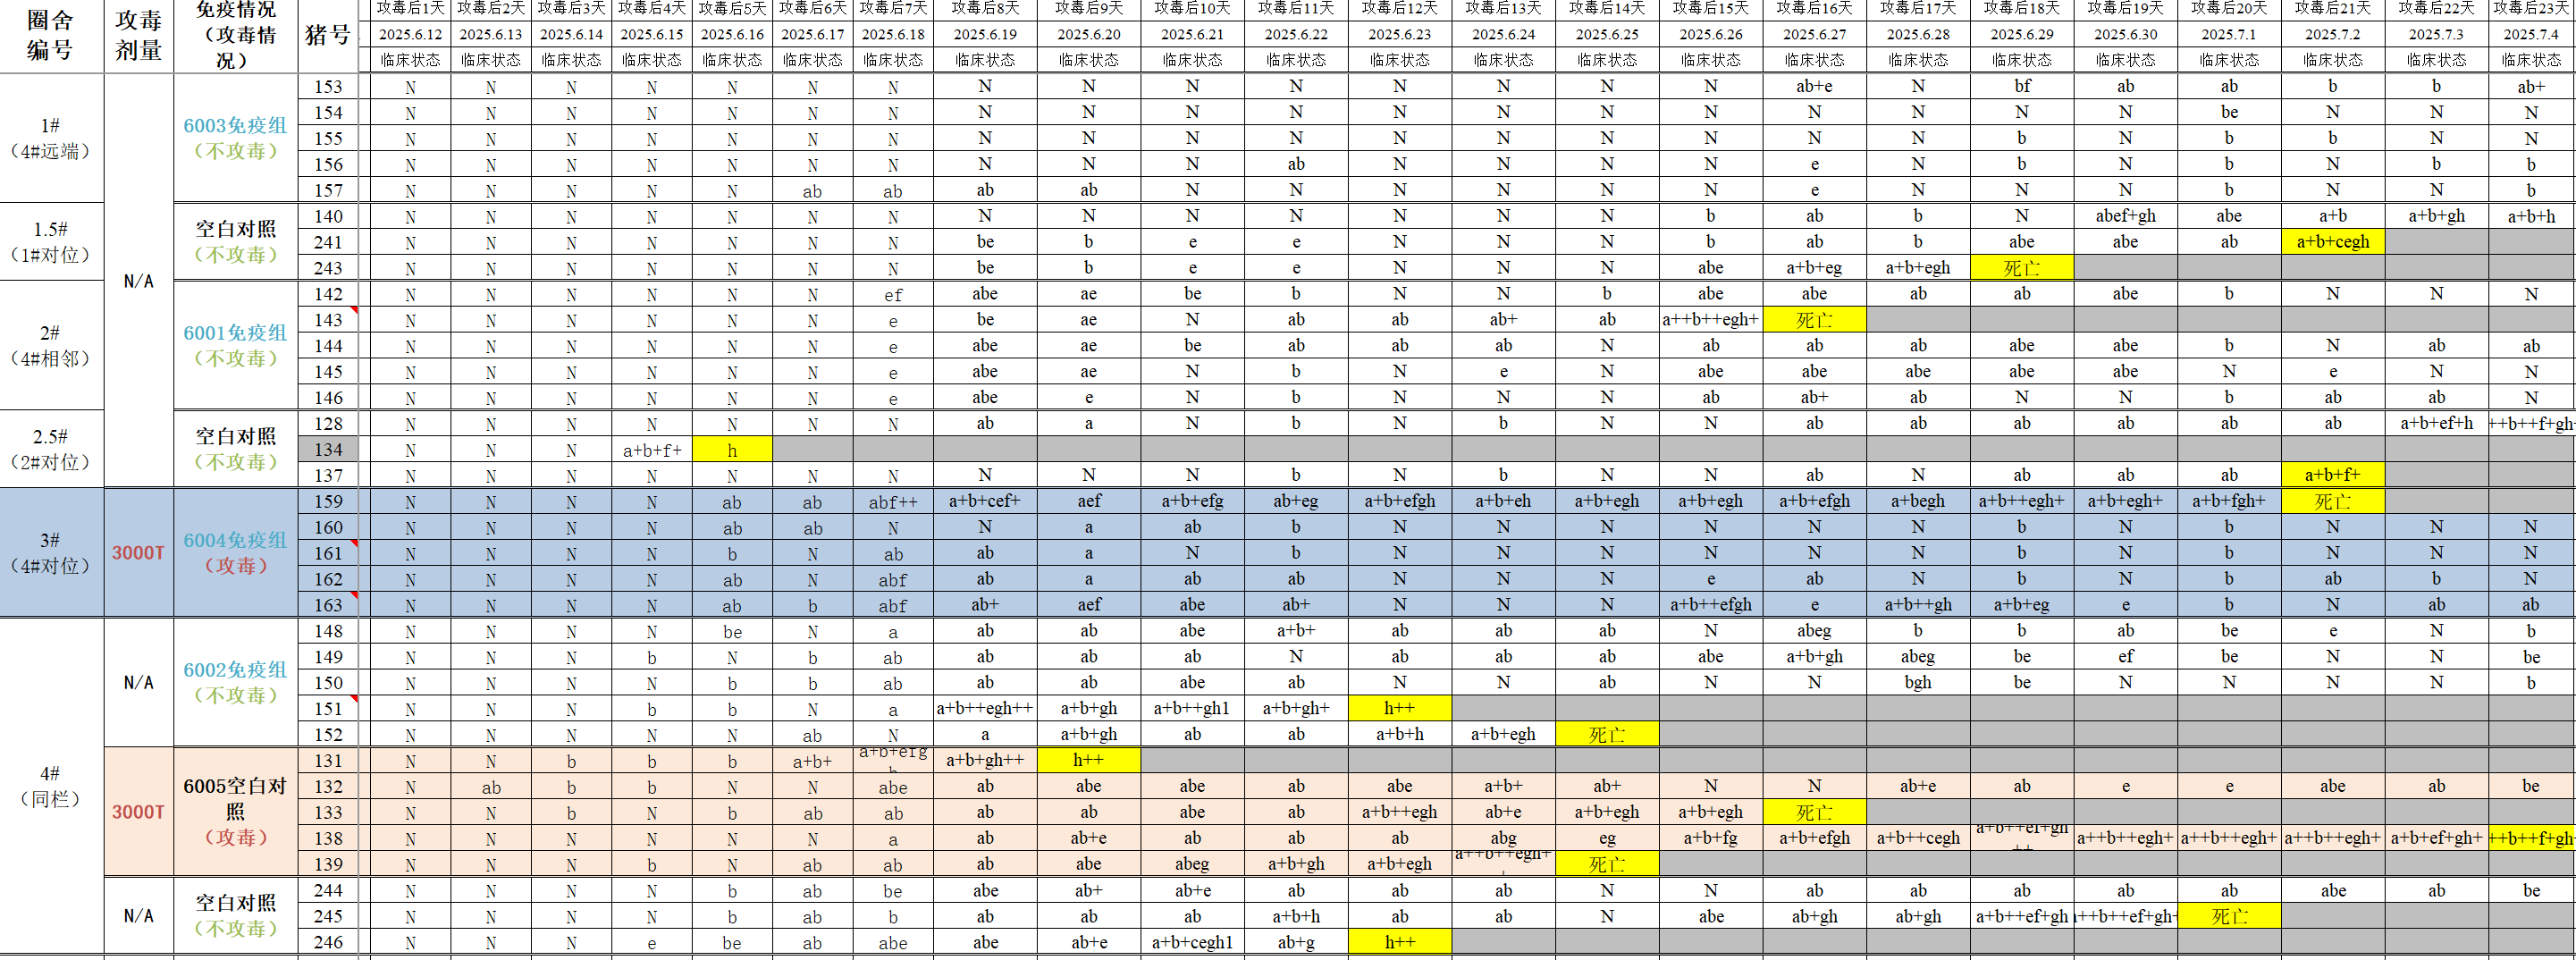 圈舍编号 攻毒剂量 免疫情况（攻毒情况） 猪号 攻毒后1天 攻毒后2天 攻毒后3天 攻毒后4天 攻毒后5天 攻毒后6天 攻毒后7天 攻毒后8天 攻毒后9天 攻毒后10天 攻毒后11天 攻毒后12天 攻毒后13天 攻毒后14天 攻毒后15天 攻毒后16天 攻毒后17天 攻毒后18天 攻毒后19天 攻毒后20天 攻毒后21天 攻毒后22天 攻毒后23天
2025.6.12 2025.6.13 2025.6.14 2025.6.15 2025.6.16 2025.6.17 2025.6.18 2025.6.19 2025.6.20 2025.6.21 2025.6.22 2025.6.23 2025.6.24 2025.6.25 2025.6.26 2025.6.27 2025.6.28 2025.6.29 2025.6.30 2025.7.1 2025.7.2 2025.7.3 2025.7.4
临床状态 临床状态 临床状态 临床状态 临床状态 临床状态 临床状态 临床状态 临床状态 临床状态 临床状态 临床状态 临床状态 临床状态 临床状态 临床状态 临床状态 临床状态 临床状态 临床状态 临床状态 临床状态 临床状态
1#（4#远端） N/A 6003免疫组（不攻毒）
153 N N N N N N N N N N N N N N N ab+e N bf ab ab b b ab+
154 N N N N N N N N N N N N N N N N N N N be N N N
155 N N N N N N N N N N N N N N N N N b N b b N N
156 N N N N N N N N N N ab N N N N e N b N b N b b
157 N N N N N ab ab ab ab N N N N N N e N N N b N N b
1.5#（1#对位） 空白对照（不攻毒）
140 N N N N N N N N N N N N N N b ab b N abef+gh abe a+b a+b+gh a+b+h
241 N N N N N N N be b e e N N N b ab b abe abe ab a+b+cegh
243 N N N N N N N be b e e N N N abe a+b+eg a+b+egh 死亡
2#（4#相邻） 6001免疫组（不攻毒）
142 N N N N N N ef abe ae be b N N b abe abe ab ab abe b N N N
143 N N N N N N e be ae N ab ab ab+ ab a++b++egh+ 死亡
144 N N N N N N e abe ae be ab ab ab N ab ab ab abe abe b N ab ab
145 N N N N N N e abe ae N b N e N abe abe abe abe abe N e N N
146 N N N N N N e abe e N b N N N ab ab+ ab N N b ab ab N
2.5#（2#对位） 空白对照（不攻毒）
128 N N N N N N N ab a N b N b N N ab ab ab ab ab ab a+b+ef+h ++b++f+gh
134 N N N a+b+f+ h
137 N N N N N N N N N N b N b N N ab N ab ab ab a+b+f+
3#（4#对位） 3000T 6004免疫组（攻毒）
159 N N N N ab ab abf++ a+b+cef+ aef a+b+efg ab+eg a+b+efgh a+b+eh a+b+egh a+b+egh a+b+efgh a+begh a+b++egh+ a+b+egh+ a+b+fgh+ 死亡
160 N N N N ab ab N N a ab b N N N N N N b N b N N N
161 N N N N b N ab ab a N b N N N N N N b N b N N N
162 N N N N ab N abf ab a ab ab N N N e ab N b N b ab b N
163 N N N N ab b abf ab+ aef abe ab+ N N N a+b++efgh e a+b++gh a+b+eg e b N ab ab
4#（同栏） N/A 6002免疫组（不攻毒）
148 N N N N be N a ab ab abe a+b+ ab ab ab N abeg b b ab be e N b
149 N N N b N b ab ab ab ab N ab ab ab abe a+b+gh abeg be ef be N N be
150 N N N N b b ab ab ab abe ab N N ab N N bgh be N N N N b
151 N N N b b N a a+b++egh++ a+b+gh a+b++gh1 a+b+gh+ h++
152 N N N N N ab N a a+b+gh ab ab a+b+h a+b+egh 死亡
3000T 6005空白对照（攻毒）
131 N N b b b a+b+ a+b+efg a+b+gh++ h++
132 N ab b b N N abe ab abe abe ab abe a+b+ ab+ N N ab+e ab e e abe ab be
133 N N b N b ab ab ab ab abe ab a+b++egh ab+e a+b+egh a+b+egh 死亡
138 N N N N N N a ab ab+e ab ab ab abg eg a+b+fg a+b+efgh a+b++cegh a+b++ef+gh++ a++b++egh+ a++b++egh+ a++b++egh+ a+b+ef+gh+ ++b++f+gh
139 N N N b N ab ab ab abe abeg a+b+gh a+b+egh a++b++egh+ 死亡
N/A 空白对照（不攻毒）
244 N N N N b ab be abe ab+ ab+e ab ab ab N N ab ab ab ab ab abe ab be
245 N N N N b ab b ab ab ab a+b+h ab ab N abe ab+gh ab+gh a+b++ef+gh ++b++ef+gh+ 死亡
246 N N N e be ab abe abe ab+e a+b+cegh1 ab+g h++